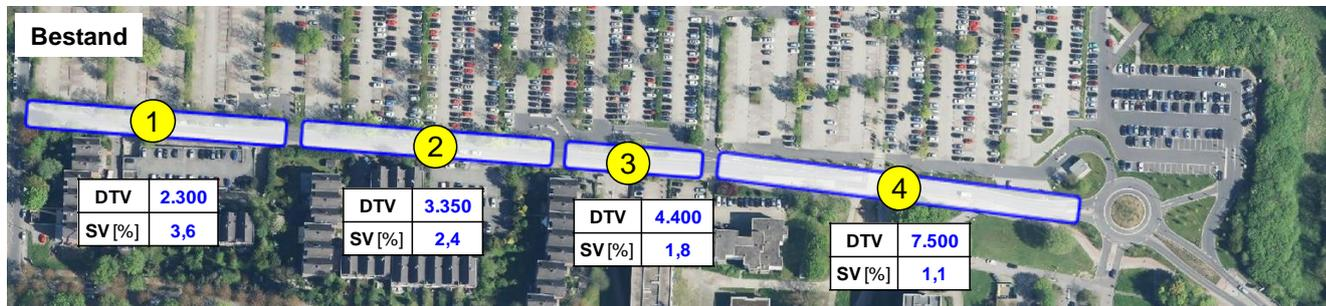 Bestand
1
2
3
4
DTV 2.300
SV [%] 3,6
DTV 3.350
SV [%] 2,4
DTV 4.400
SV [%] 1,8
DTV 7.500
SV [%] 1,1